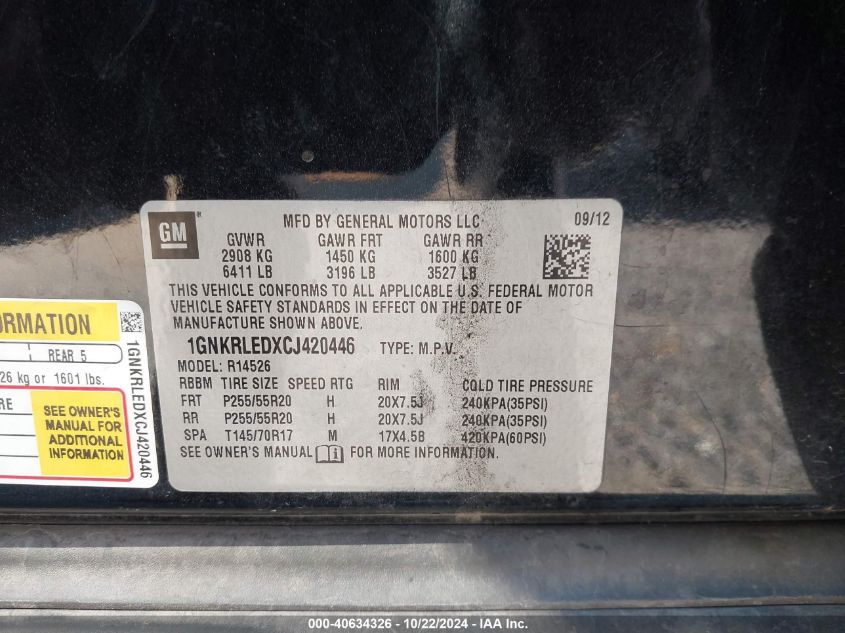 GM ®
MFD BY GENERAL MOTORS LLC 09/12
GVWR GAWR FRT GAWR RR
2908 KG 1450 KG 1600 KG
6411 LB 3196 LB 3527 LB
THIS VEHICLE CONFORMS TO ALL APPLICABLE U.S. FEDERAL MOTOR
VEHICLE SAFETY STANDARDS IN EFFECT ON THE DATE OF
MANUFACTURE SHOWN ABOVE.
1GNKRLEDXCJ420446 TYPE: M.P.V.
MODEL: R14526
RBBM TIRE SIZE SPEED RTG RIM COLD TIRE PRESSURE
FRT P255/55R20 H 20X7.5J 240KPA(35PSI)
RR P255/55R20 H 20X7.5J 240KPA(35PSI)
SPA T145/70R17 M 17X4.5B 420KPA(60PSI)
SEE OWNER'S MANUAL i FOR MORE INFORMATION.
REAR 5
kg or 1601 lbs.
SEE OWNER'S
MANUAL FOR
ADDITIONAL
INFORMATION
1GNKRLEDXCJ420446
000-40634326 - 10/22/2024 - IAAI.com